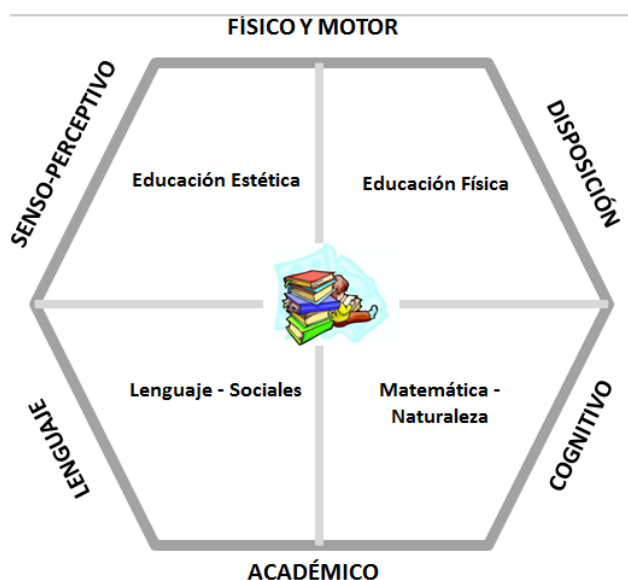 FÍSICO Y MOTOR
SENSO-PERCEPTIVO
DISPOSICIÓN
Educación Estética
Educación Física
Lenguaje - Sociales
Matemática -
Naturaleza
LENGUAJE
COGNITIVO
ACADÉMICO